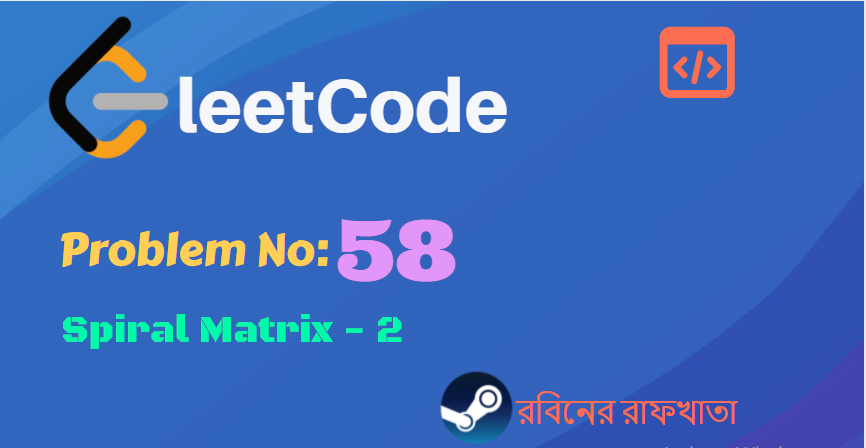 leetCode
Problem No: 58
Spiral Matrix - 2
রবিনের রাফখাতা